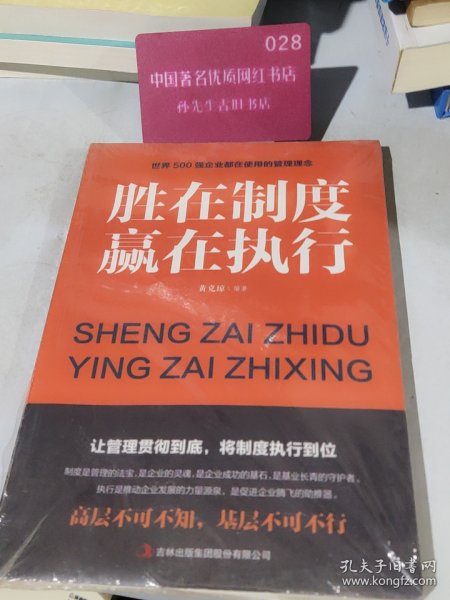 028
中国著名优质网红书店
孙先生古旧书店
世界500强企业都在使用的管理理念
胜在制度
赢在执行
黄克琼 编著
SHENG ZAI ZHIDU
YING ZAI ZHIXING
让管理贯彻到底，将制度执行到位
制度是管理的法宝，是企业的灵魂，是企业成功的基石，是基业长青的守护者。
执行是推动企业发展的力量源泉，是促进企业腾飞的助推器。
高层不可不知，基层不可不行
吉林出版集团股份有限公司
孔夫子旧书网